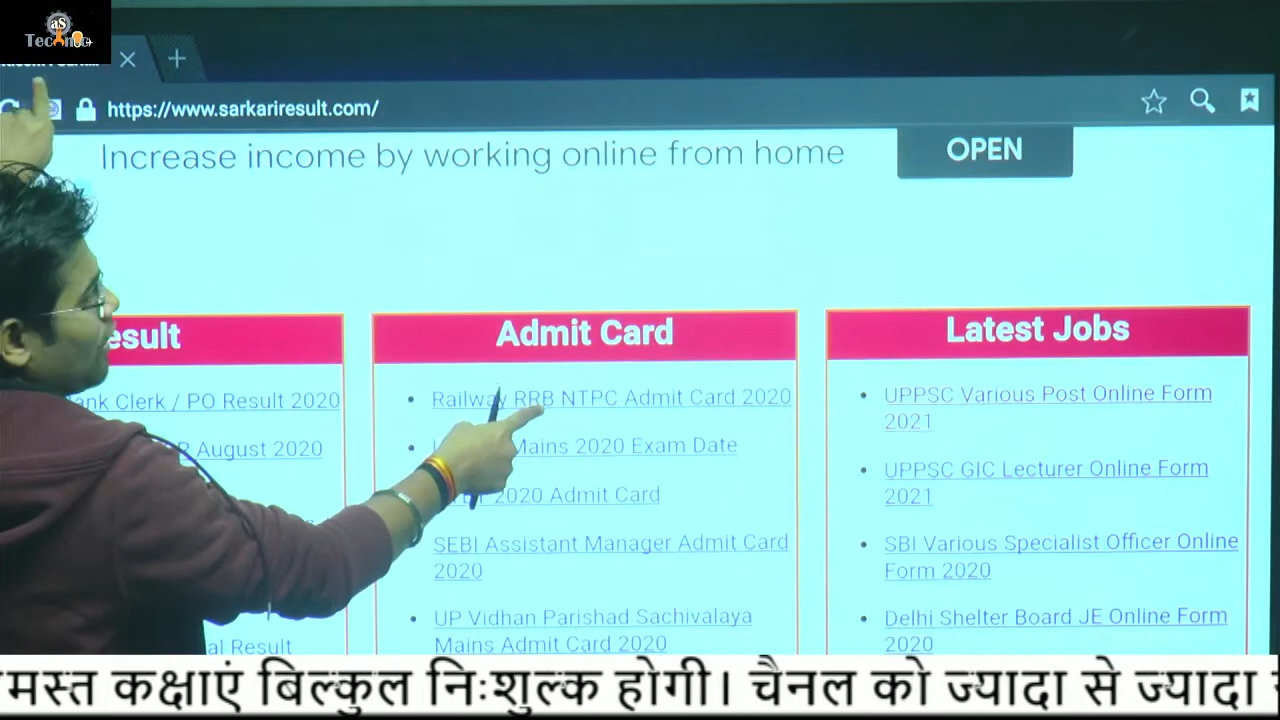 aS
Teconic
https://www.sarkariresult.com/
Increase income by working online from home
OPEN
esult
Admit Card
Latest Jobs
ank Clerk / PO Result 2020
August 2020
al Result
Railway RRB NTPC Admit Card 2020
Mains 2020 Exam Date
2020 Admit Card
SEBI Assistant Manager Admit Card
2020
UP Vidhan Parishad Sachivalaya
Mains Admit Card 2020
UPPSC Various Post Online Form
2021
UPPSC GIC Lecturer Online Form
2021
SBI Various Specialist Officer Online
Form 2020
Delhi Shelter Board JE Online Form
2020
मस्त कक्षाएं बिल्कुल निःशुल्क होगी। चैनल को ज्यादा से ज्यादा